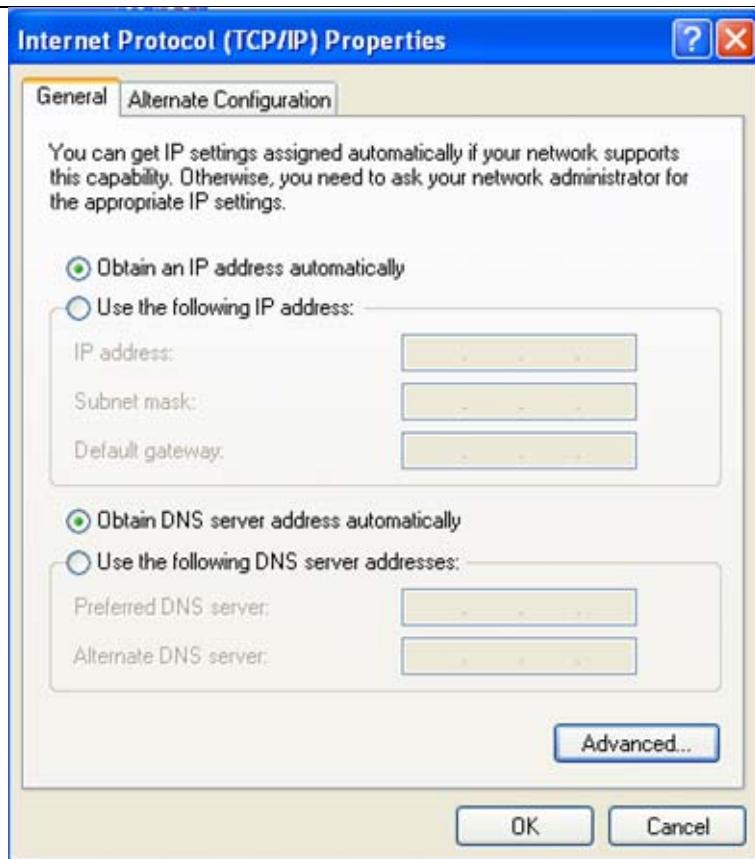 Internet Protocol (TCP/IP) Properties
General
Alternate Configuration
You can get IP settings assigned automatically if your network supports
this capability. Otherwise, you need to ask your network administrator for
the appropriate IP settings.
Obtain an IP address automatically
Use the following IP address:
IP address:
Subnet mask:
Default gateway:
Obtain DNS server address automatically
Use the following DNS server addresses:
Preferred DNS server:
Alternate DNS server:
Advanced...
OK
Cancel